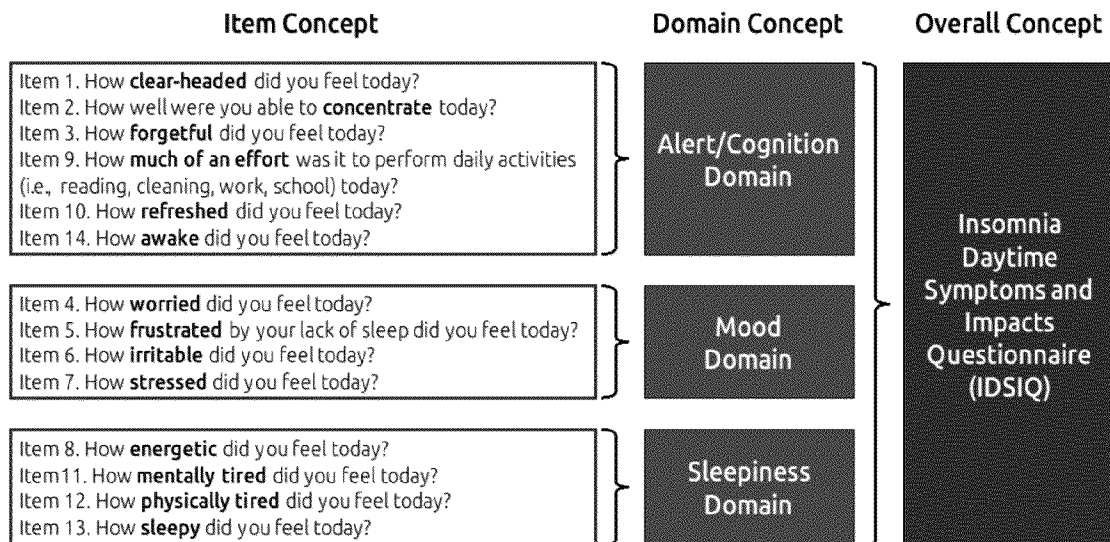 Item Concept
Domain Concept
Overall Concept
Item 1. How clear-headed did you feel today?
Item 2. How well were you able to concentrate today?
Item 3. How forgetful did you feel today?
Item 9. How much of an effort was it to perform daily activities
(i.e., reading, cleaning, work, school) today?
Item 10. How refreshed did you feel today?
Item 14. How awake did you feel today?
Alert/Cognition
Domain
Item 4. How worried did you feel today?
Item 5. How frustrated by your lack of sleep did you feel today?
Item 6. How irritable did you feel today?
Item 7. How stressed did you feel today?
Mood
Domain
Item 8. How energetic did you feel today?
Item11. How mentally tired did you feel today?
Item 12. How physically tired did you feel today?
Item 13. How sleepy did you feel today?
Sleepiness
Domain
Insomnia
Daytime
Symptoms and
Impacts
Questionnaire
(IDSIQ)